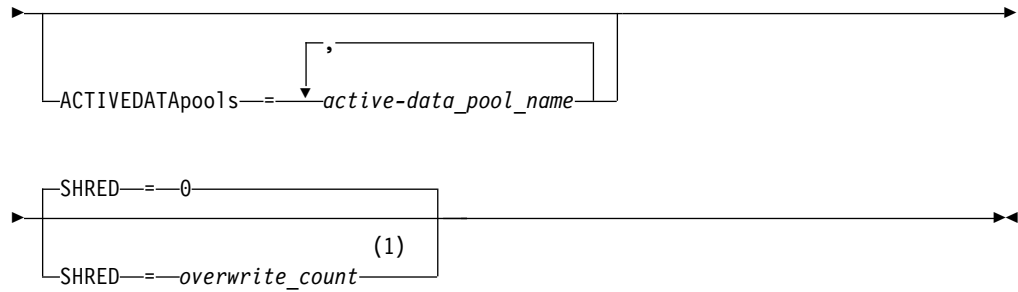 ,
ACTIVEDATApools = active-data_pool_name
SHRED = 0
(1)
SHRED = overwrite_count